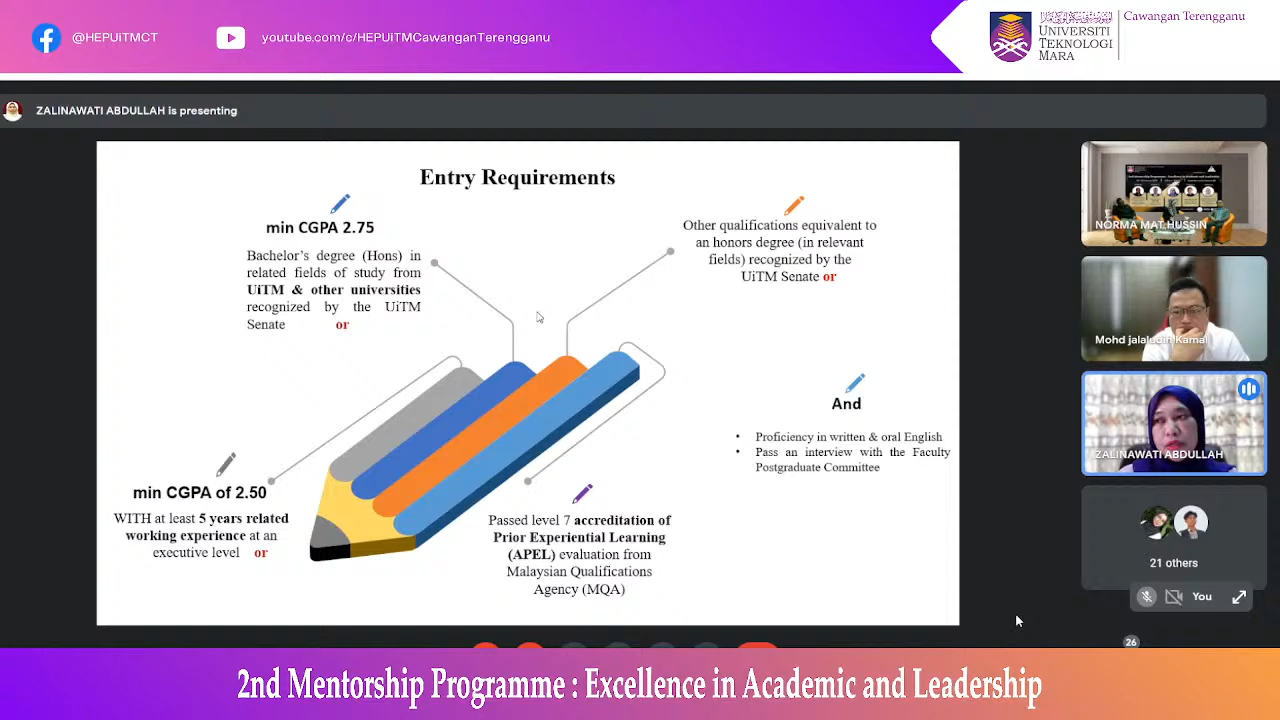 @HEPUiTMCT
youtube.com/c/HEPUiTMCawanganTerengganu
UNIVERSITI
TEKNOLOGI
MARA
Cawangan Terengganu
ZALINAWATI ABDULLAH is presenting
Entry Requirements
min CGPA 2.75
Bachelor's degree (Hons) in
related fields of study from
UiTM & other universities
recognized by the UiTM
Senate or
Other qualifications equivalent to
an honors degree (in relevant
fields) recognized by the
UiTM Senate or
And
• Proficiency in written & oral English
• Pass an interview with the Faculty
Postgraduate Committee
min CGPA of 2.50
WITH at least 5 years related
working experience at an
executive level or
Passed level 7 accreditation of
Prior Experiential Learning
(APEL) evaluation from
Malaysian Qualifications
Agency (MQA)
NORMA MAT HUSSIN
Mohd jalaludin Kamal
ZALINAWATI ABDULLAH
21 others
You
26
2nd Mentorship Programme : Excellence in Academic and Leadership